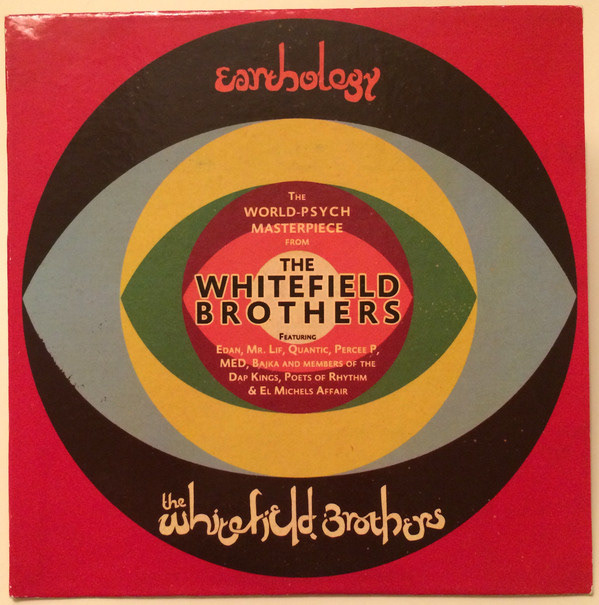 Earthology
The
WORLD-PSYCH
MASTERPIECE
FROM
THE
WHITEFIELD
BROTHERS
Featuring
Edan, Mr. Lif, Quantic, Percee P,
MED, Bajka and members of the
Dap Kings, Poets of Rhythm
& El Michels Affair
the
Whitefield Brothers